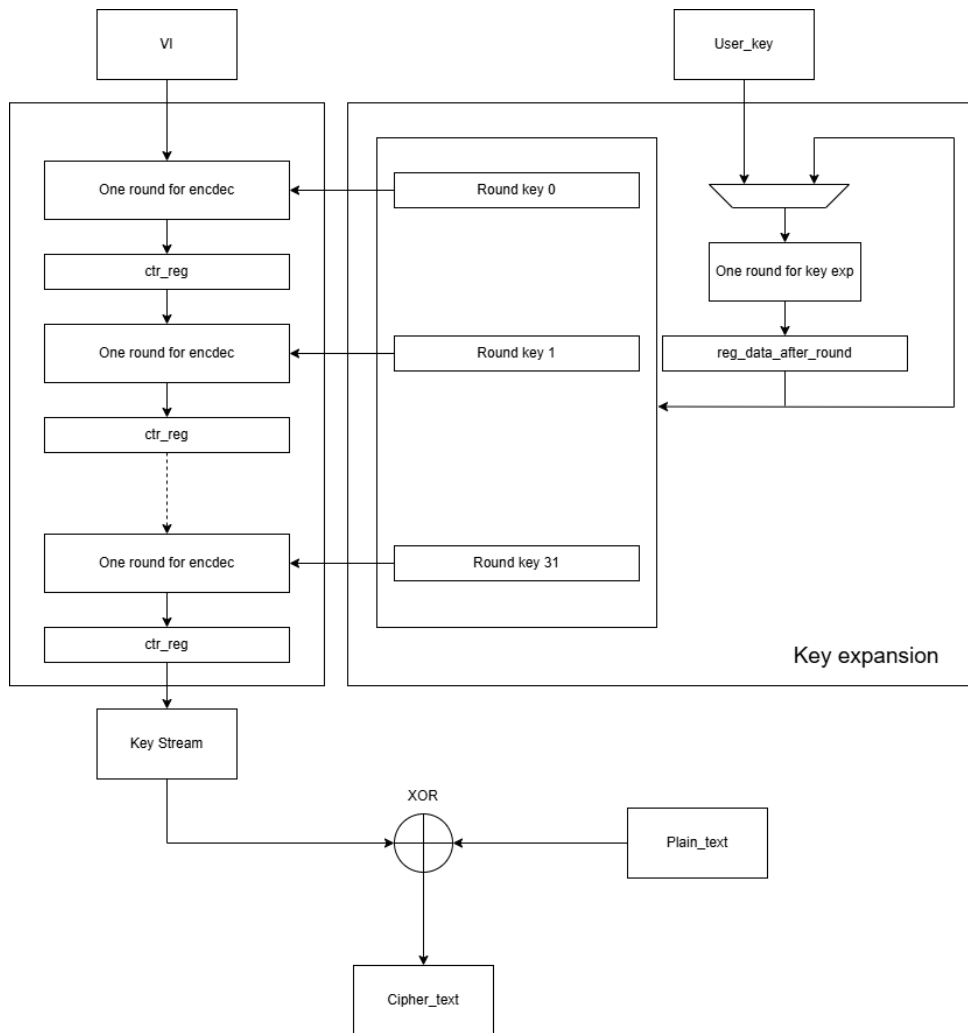 VI
User_key
One round for encdec
Round key 0
ctr_reg
One round for key exp
One round for encdec
Round key 1
reg_data_after_round
ctr_reg
One round for encdec
Round key 31
ctr_reg
Key expansion
Key Stream
XOR
Plain_text
Cipher_text